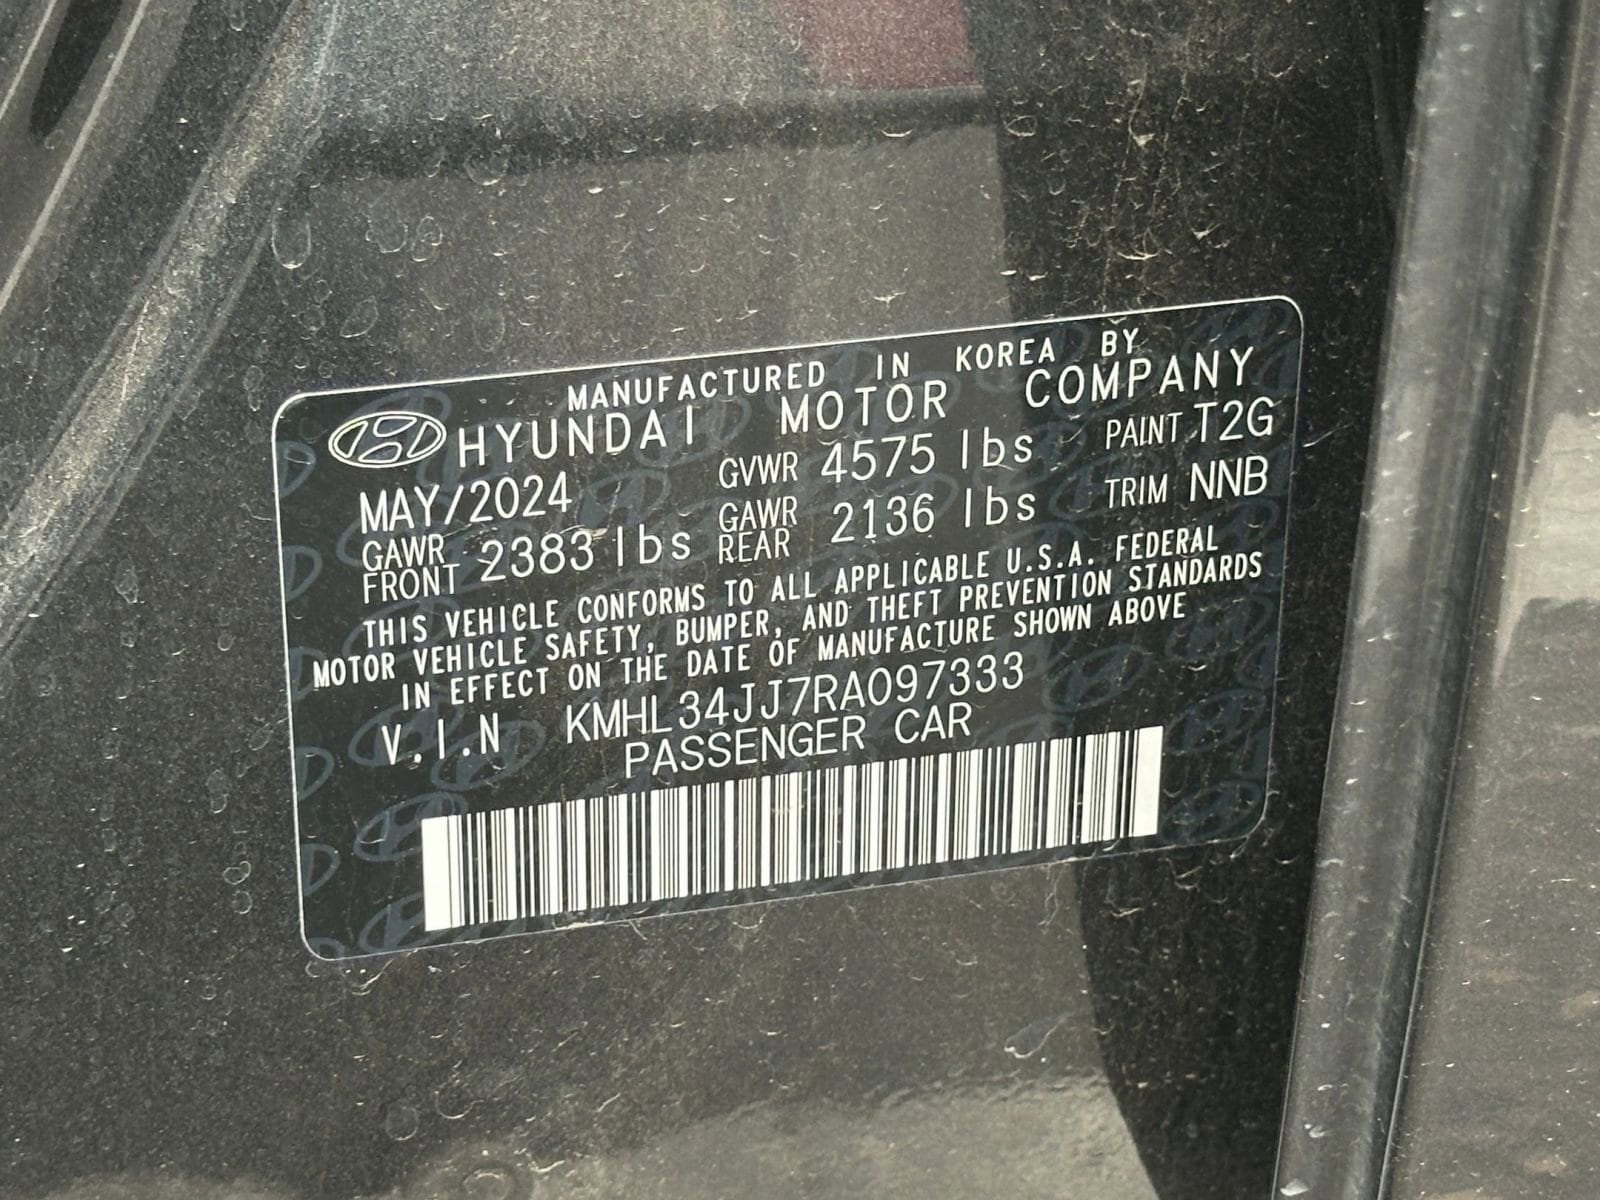 MANUFACTURED IN KOREA BY
HYUNDAI MOTOR COMPANY
MAY/2024 GVWR 4575 lbs PAINT T2G
GAWR FRONT 2383 lbs GAWR REAR 2136 lbs TRIM NNB
THIS VEHICLE CONFORMS TO ALL APPLICABLE U.S.A. FEDERAL
MOTOR VEHICLE SAFETY, BUMPER, AND THEFT PREVENTION STANDARDS
IN EFFECT ON THE DATE OF MANUFACTURE SHOWN ABOVE
V.I.N KMHL34JJ7RA097333
PASSENGER CAR